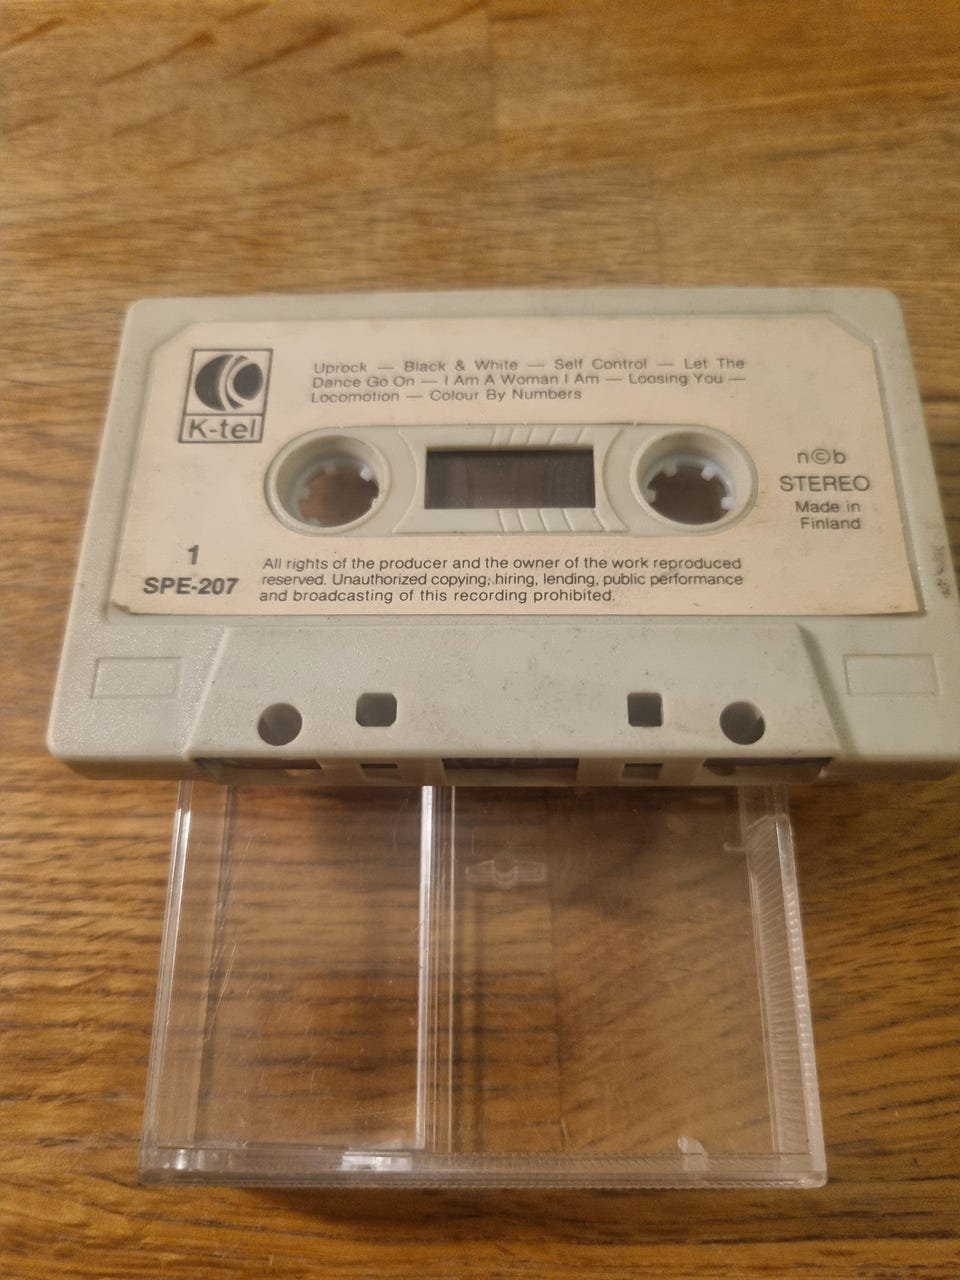 K-tel
Uprock — Black & White — Self Control — Let The
Dance Go On — I Am A Woman I Am — Loosing You —
Locomotion — Colour By Numbers
n©b
STEREO
Made in
Finland
1
SPE-207
All rights of the producer and the owner of the work reproduced
reserved. Unauthorized copying, hiring, lending, public performance
and broadcasting of this recording prohibited.